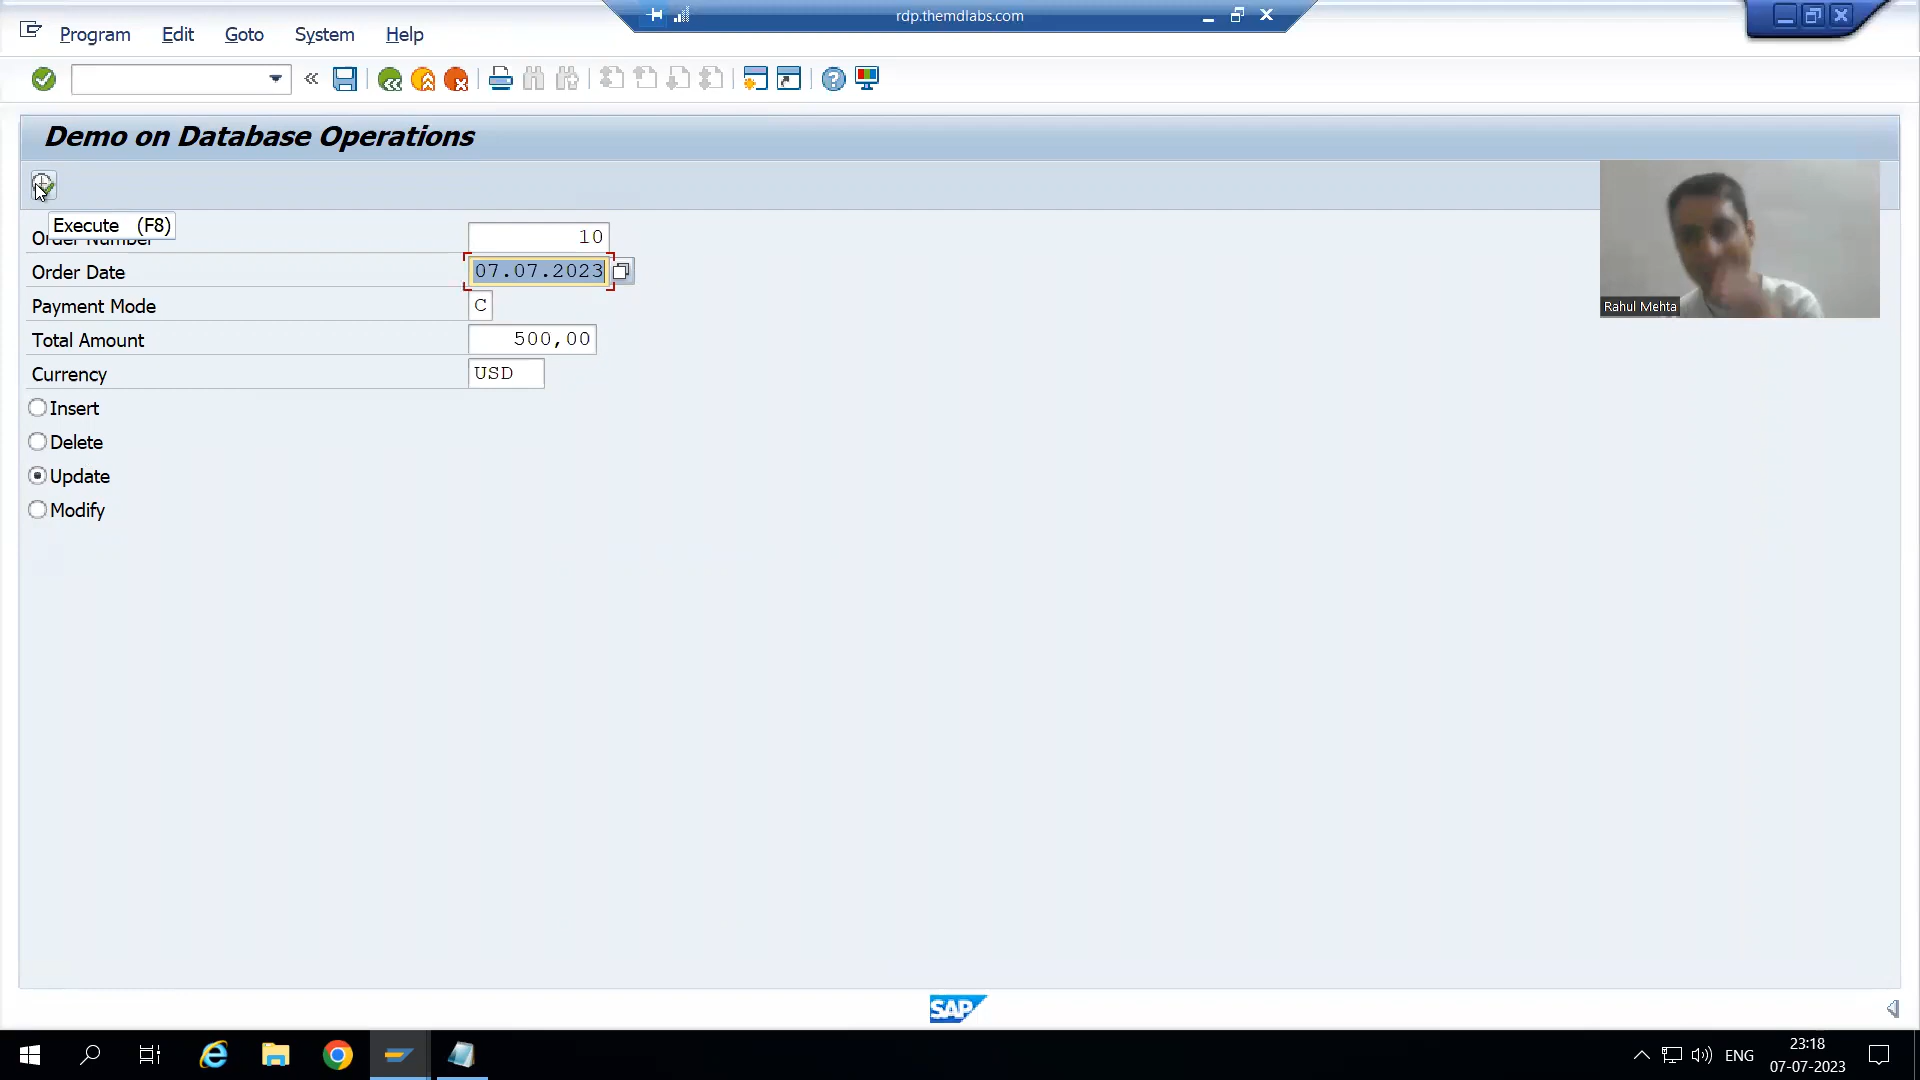 rdp.themdlabs.com
Program Edit Goto System Help
Demo on Database Operations
Execute (F8)
Order Number 10
Order Date 07.07.2023
Payment Mode C
Total Amount 500,00
Currency USD
Insert
Delete
Update
Modify
Rahul Mehta
SAP
ENG
23:18
07-07-2023